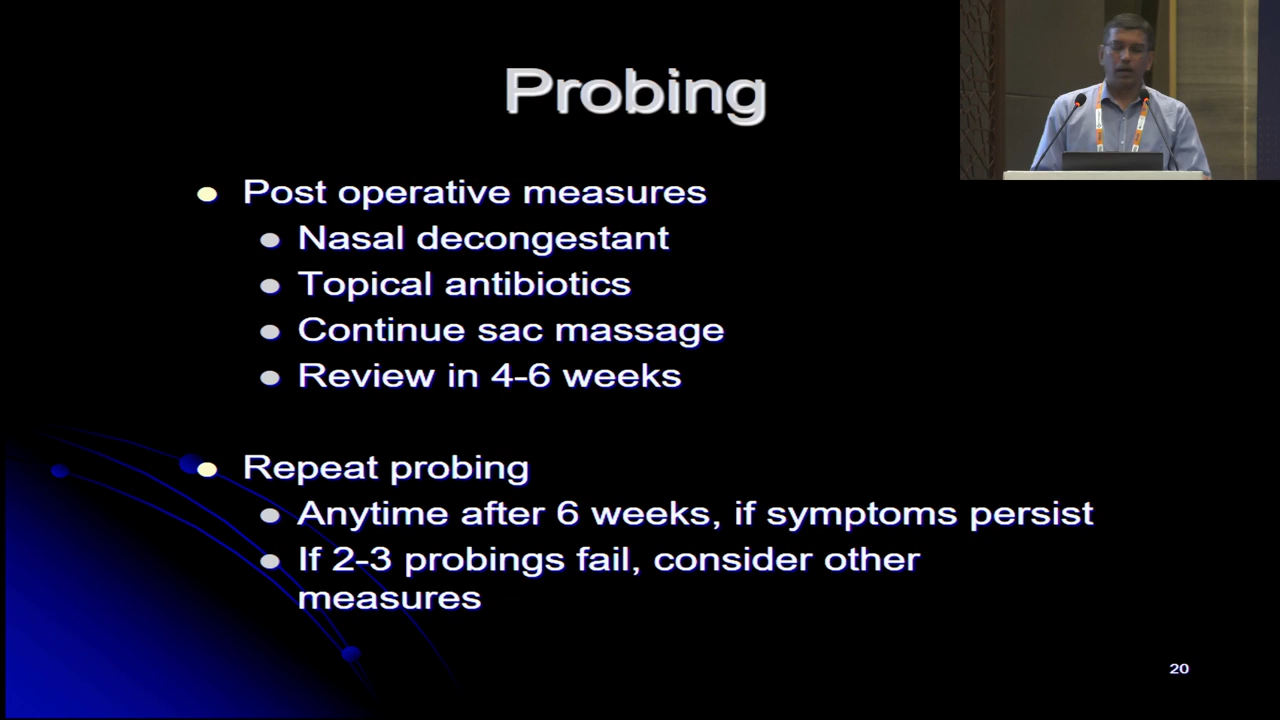 Probing
Post operative measures
Nasal decongestant
Topical antibiotics
Continue sac massage
Review in 4-6 weeks
Repeat probing
Anytime after 6 weeks, if symptoms persist
If 2-3 probings fail, consider other
measures
20